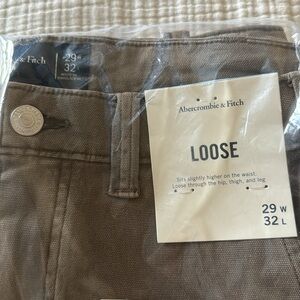 & Fitch
29 W
32 L
Abercrombie & Fitch
LOOSE
Sits slightly higher on the waist.
Loose through the hip, thigh, and leg
29 W
32 L